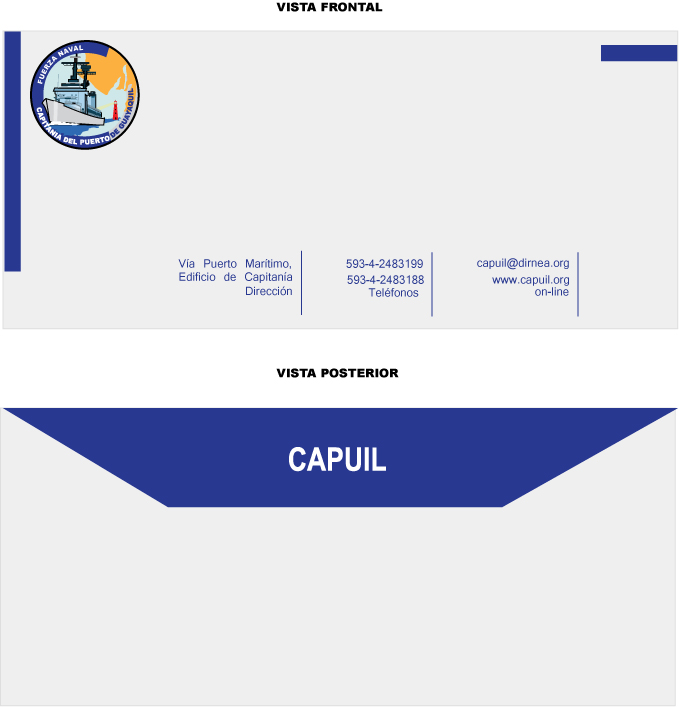 VISTA FRONTAL
FUERZA NAVAL
CAPITANIA DEL PUERTO DE GUAYAQUIL
Vía Puerto Marítimo,
Edificio de Capitanía
Dirección
593-4-2483199
593-4-2483188
Teléfonos
capuil@dirnea.org
www.capuil.org
on-line
VISTA POSTERIOR
CAPUIL